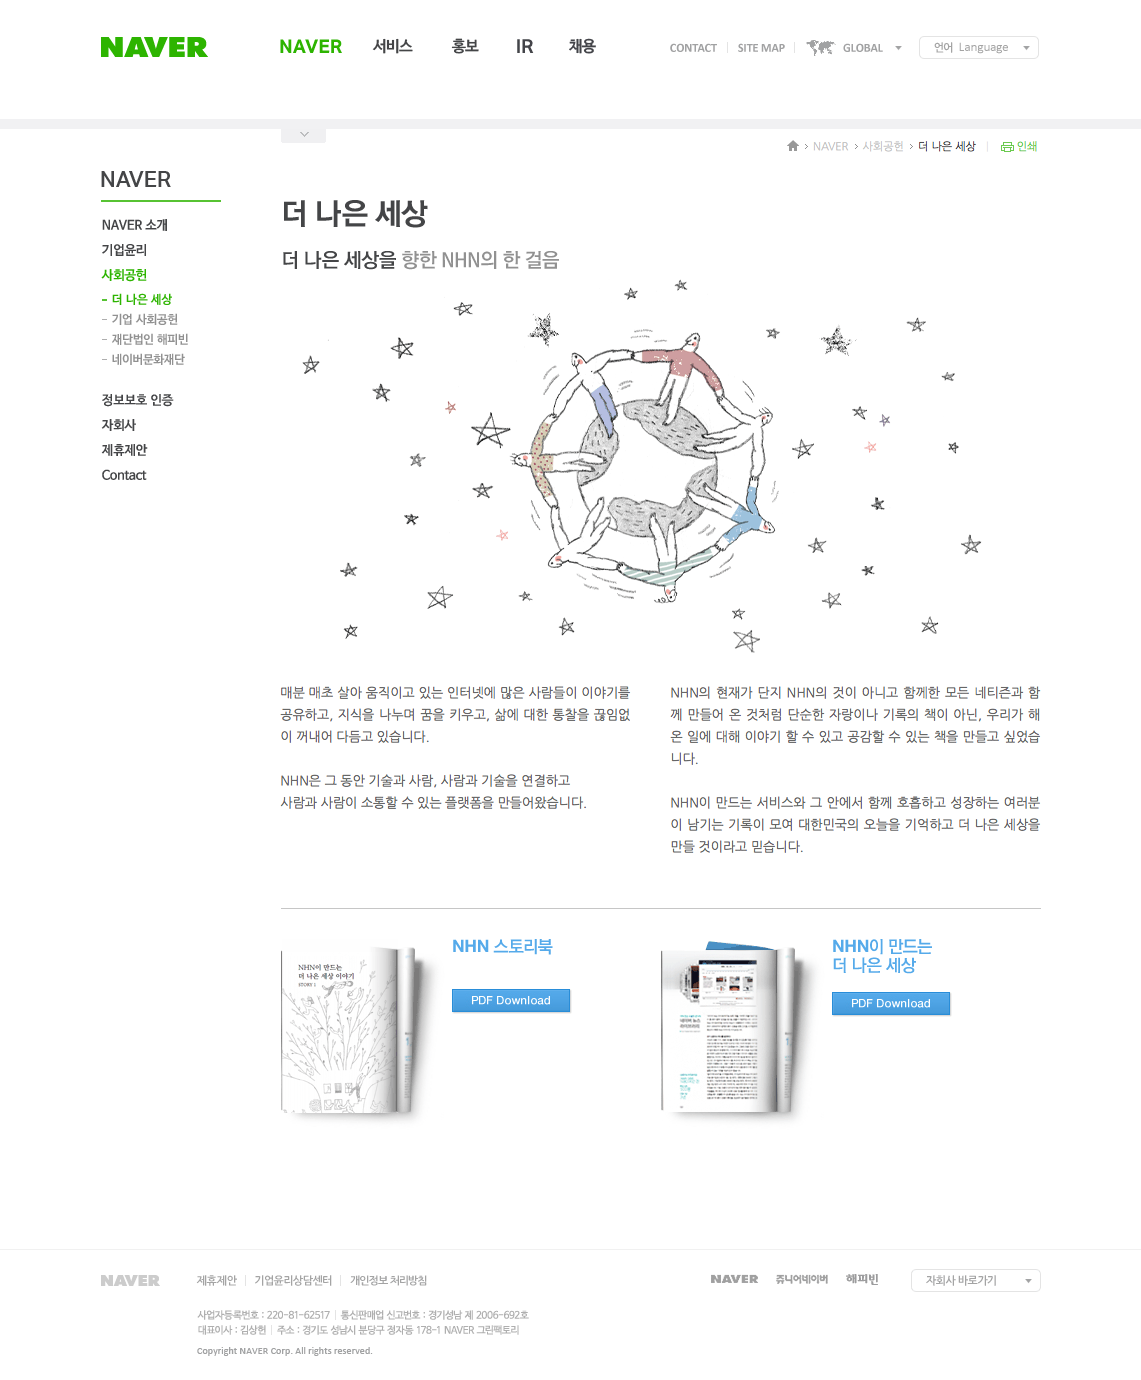 NAVER
NAVER 서비스 홍보 IR 채용
CONTACT SITE MAP GLOBAL 언어 Language
NAVER 사회공헌 더 나은 세상 인쇄
NAVER
NAVER 소개
기업윤리
사회공헌
- 더 나은 세상
- 기업 사회공헌
- 재단법인 해피빈
- 네이버문화재단
정보보호 인증
자회사
제휴제안
Contact
더 나은 세상
더 나은 세상을 향한 NHN의 한 걸음
매분 매초 살아 움직이고 있는 인터넷에 많은 사람들이 이야기를
공유하고, 지식을 나누며 꿈을 키우고, 삶에 대한 통찰을 끊임없
이 꺼내어 다듬고 있습니다.
NHN은 그 동안 기술과 사람, 사람과 기술을 연결하고
사람과 사람이 소통할 수 있는 플랫폼을 만들어왔습니다.
NHN의 현재가 단지 NHN의 것이 아니고 함께한 모든 네티즌과 함
께 만들어 온 것처럼 단순한 자랑이나 기록의 책이 아닌, 우리가 해
온 일에 대해 이야기 할 수 있고 공감할 수 있는 책을 만들고 싶었습
니다.
NHN이 만드는 서비스와 그 안에서 함께 호흡하고 성장하는 여러분
이 남기는 기록이 모여 대한민국의 오늘을 기억하고 더 나은 세상을
만들 것이라고 믿습니다.
NHN이 만드는
더 나은 세상 이야기
STORY 1
NHN 스토리북
PDF Download
NHN이 만드는
더 나은 세상
PDF Download
NAVER 제휴제안 기업윤리상담센터 개인정보 처리방침 NAVER 쥬니어네이버 해피빈 자회사 바로가기
사업자등록번호 : 220-81-62517 통신판매업 신고번호 : 경기성남 제 2006-692호
대표이사 : 김상헌 주소 : 경기도 성남시 분당구 정자동 178-1 NAVER 그린팩토리
Copyright NAVER Corp. All rights reserved.